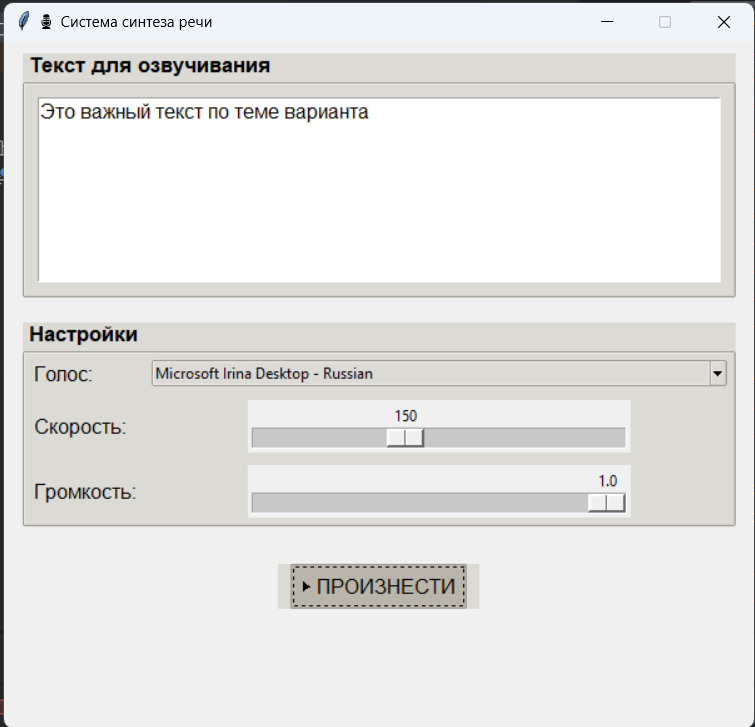 Система синтеза речи
Текст для озвучивания
Это важный текст по теме варианта
Настройки
Голос: Microsoft Irina Desktop - Russian
150
Скорость:
1.0
Громкость:
ПРОИЗНЕСТИ